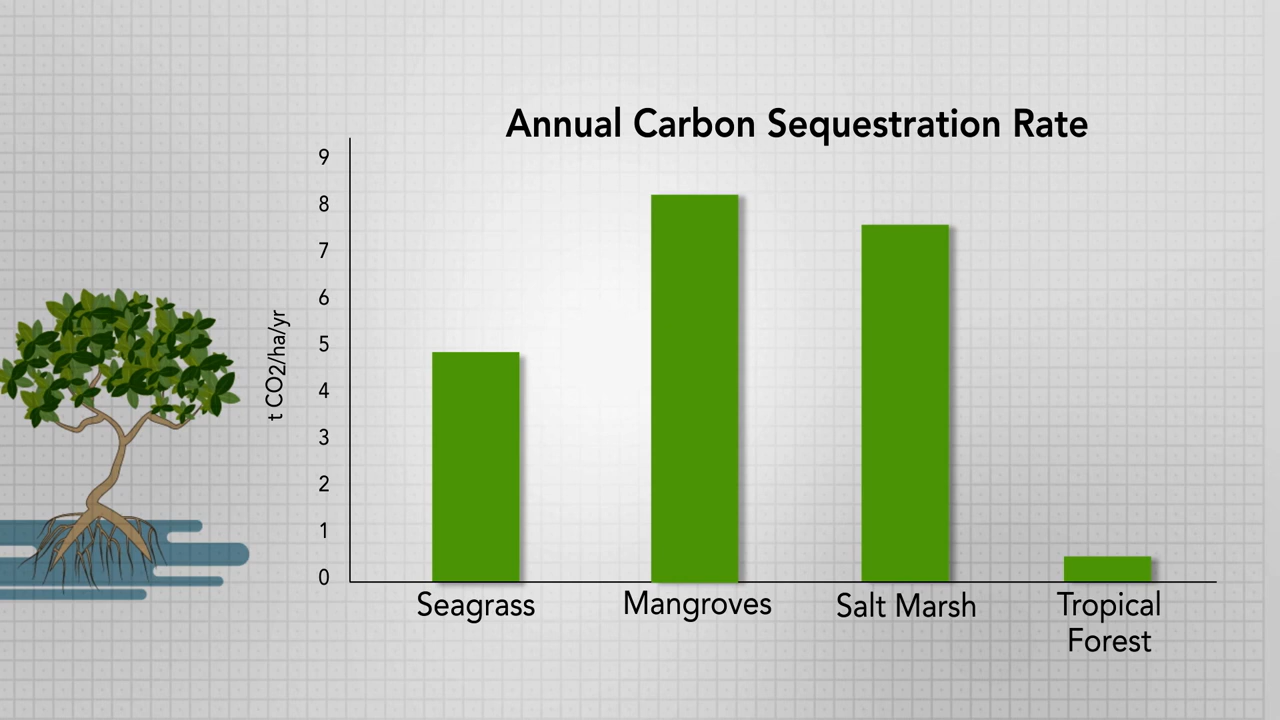 Annual Carbon Sequestration Rate
9
8
7
6
5
4
3
2
1
0
t CO2/ha/yr
Seagrass
Mangroves
Salt Marsh
Tropical
Forest